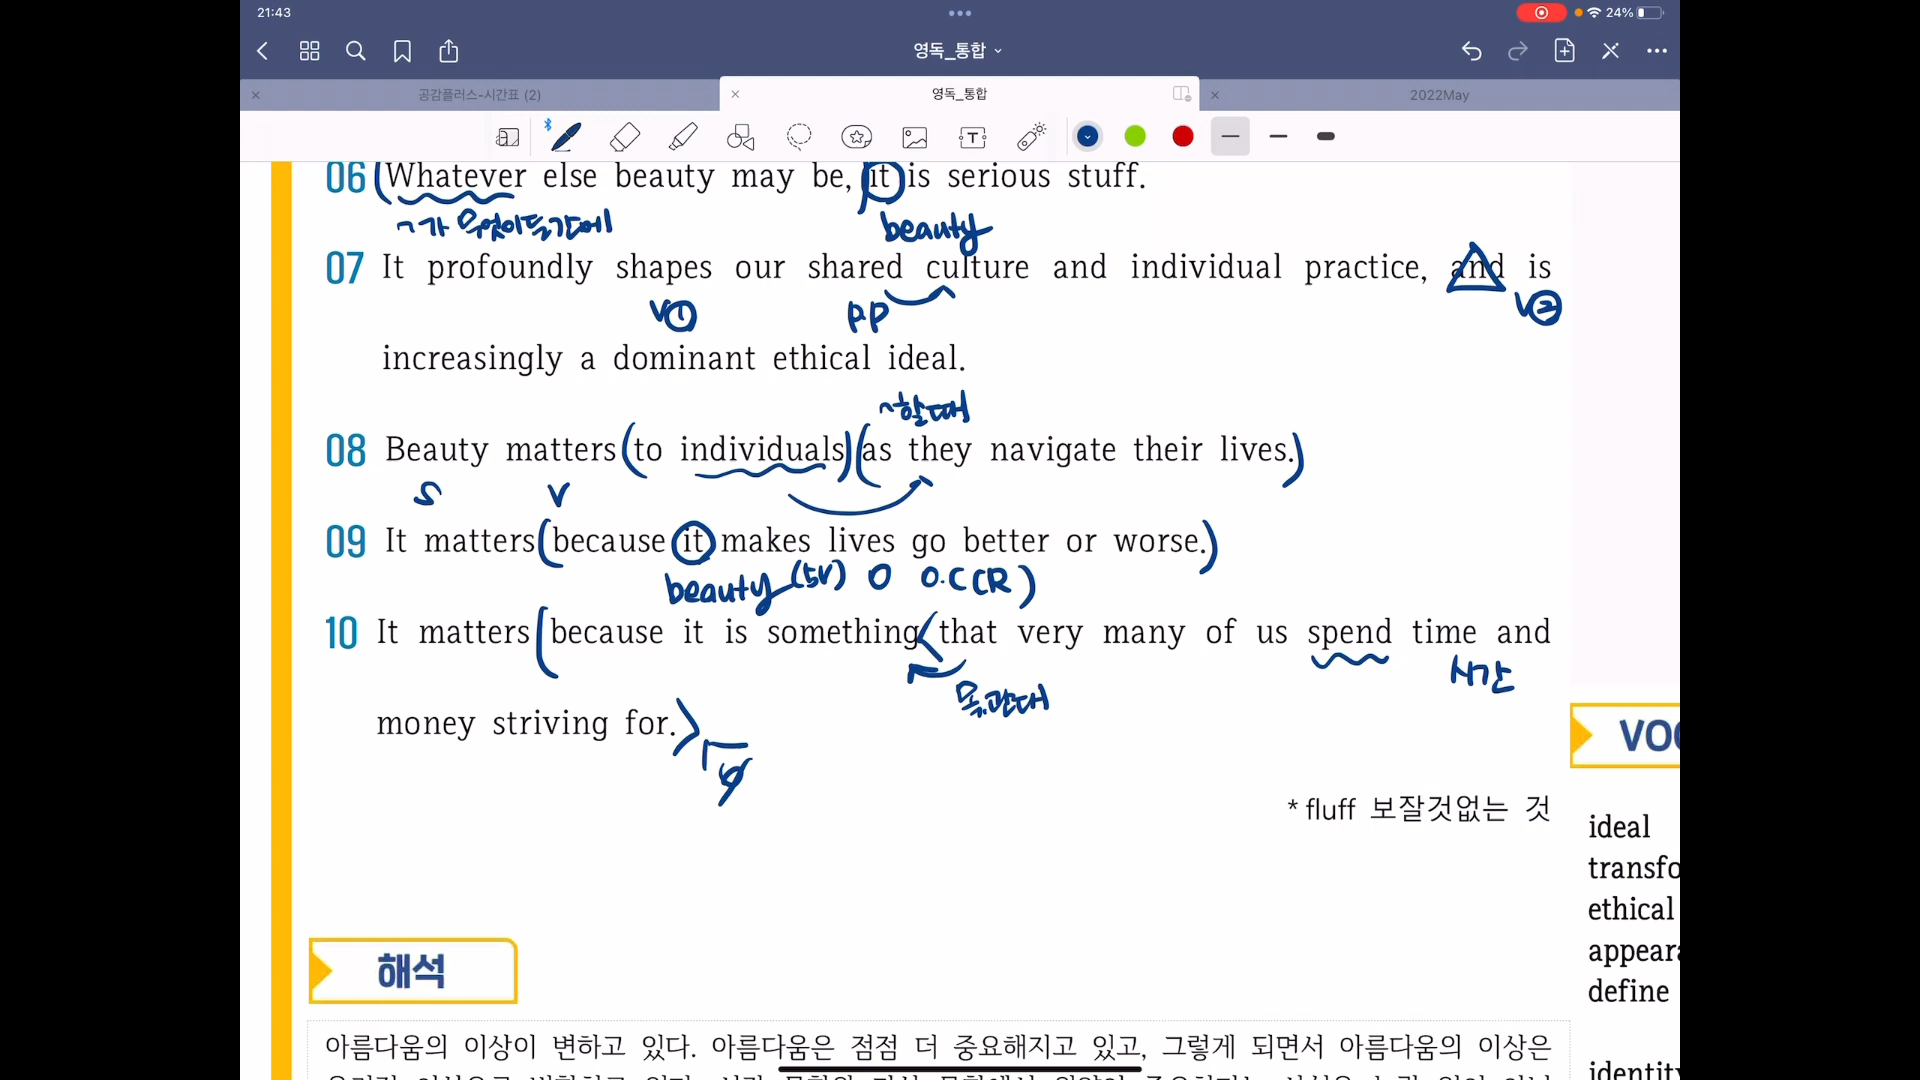 21:43
24%
영독_통합
공감플러스-시간표 (2)
영독_통합
2022May
06 Whatever else beauty may be, it is serious stuff.
~가 무엇이든간에
beauty
07 It profoundly shapes our shared culture and individual practice, and is
V①
p.p
V②
increasingly a dominant ethical ideal.
~할때
08 Beauty matters (to individuals) (as they navigate their lives.)
S
V
09 It matters (because it makes lives go better or worse.)
beauty (5V) O O.C (R)
10 It matters (because it is something that very many of us spend time and
시간
목.관대
money striving for.
* fluff 보잘것없는 것
해석
아름다움의 이상이 변하고 있다. 아름다움은 점점 더 중요해지고 있고, 그렇게 되면서 아름다움의 이상은
ideal
ethical
define